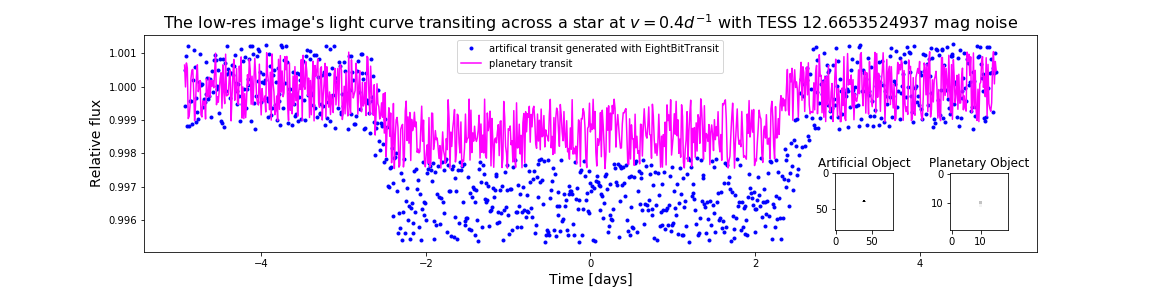 The low-res image's light curve transiting across a star at v = 0.4d⁻¹ with TESS 12.6653524937 mag noise
artifical transit generated with EightBitTransit
planetary transit
Relative flux
1.001
1.000
0.999
0.998
0.997
0.996
Artificial Object
Planetary Object
0
50
0
50
0
10
0
10
−4
−2
0
2
4
Time [days]